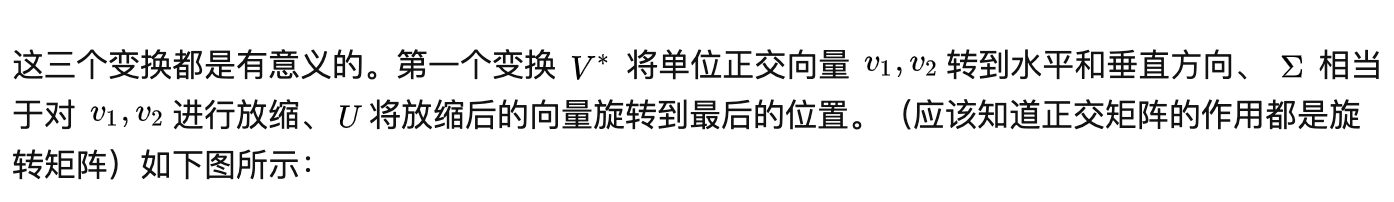 这三个变换都是有意义的。第一个变换 V* 将单位正交向量 v₁, v₂ 转到水平和垂直方向、 Σ 相当
于对 v₁, v₂ 进行放缩、U 将放缩后的向量旋转到最后的位置。（应该知道正交矩阵的作用都是旋
转矩阵）如下图所示：